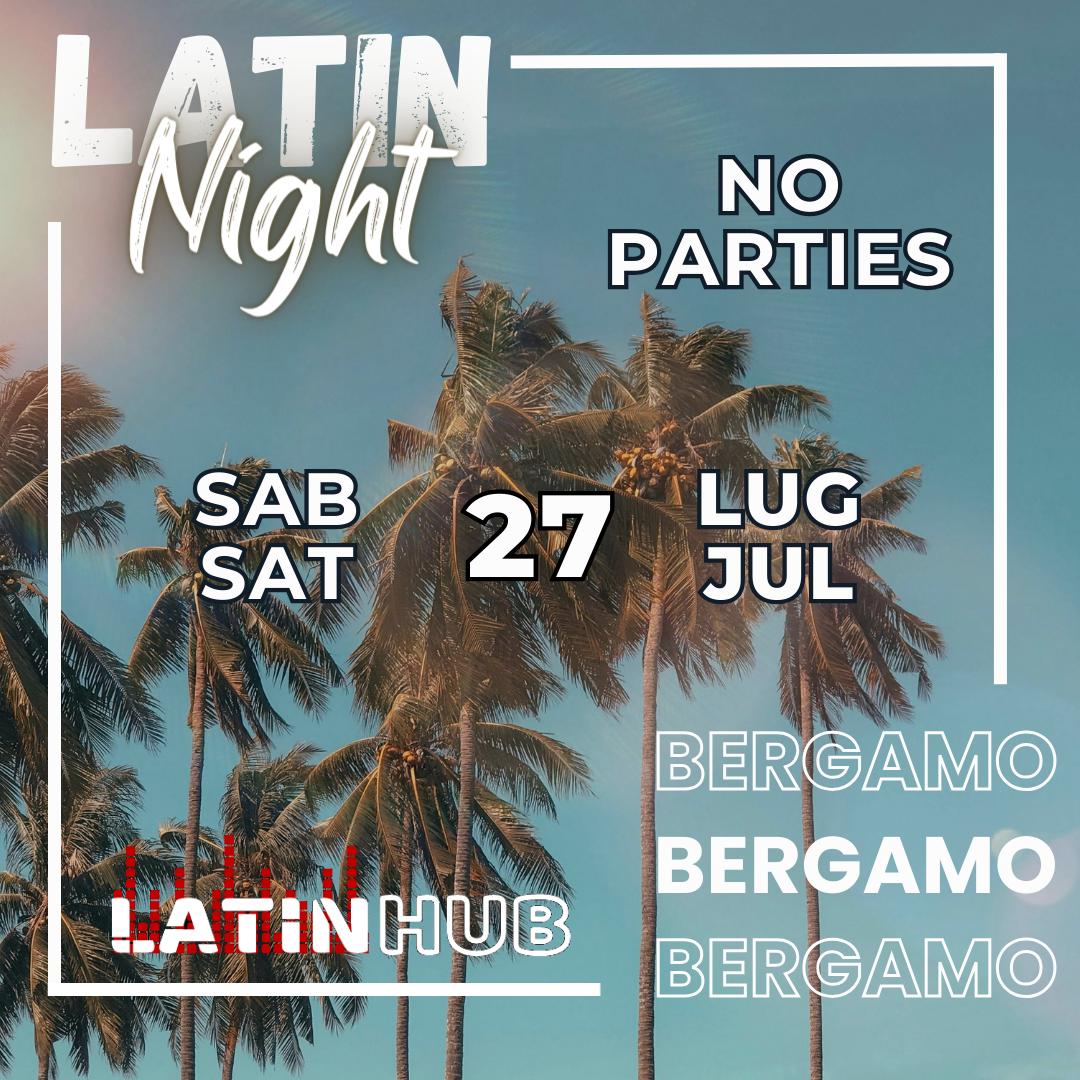 LATIN
Night
NO
PARTIES
SAB
SAT
27
LUG
JUL
BERGAMO
BERGAMO
BERGAMO
LATINHUB